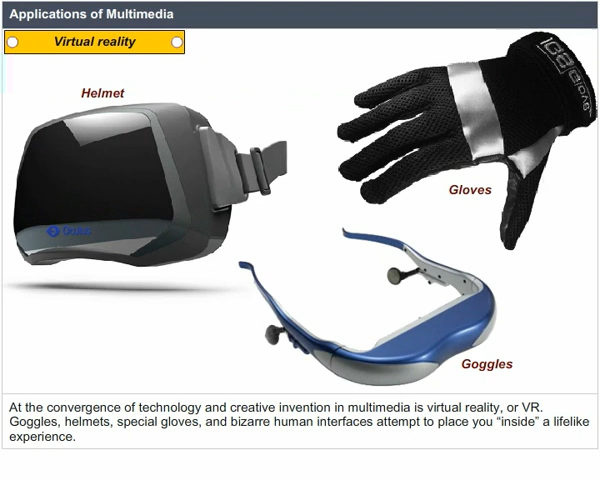 Applications of Multimedia
Virtual reality
Helmet
Gloves
Oculus
Goggles
At the convergence of technology and creative invention in multimedia is virtual reality, or VR.
Goggles, helmets, special gloves, and bizarre human interfaces attempt to place you “inside” a lifelike
experience.